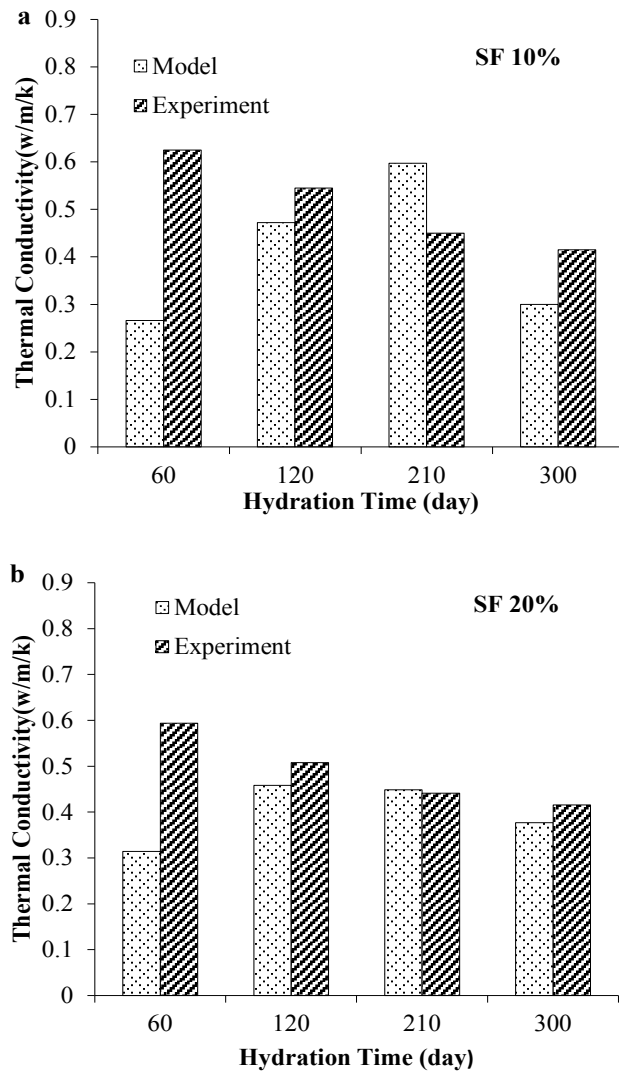 a
SF 10%
Model
Experiment
Thermal Conductivity(w/m/k)
0.9
0.8
0.7
0.6
0.5
0.4
0.3
0.2
0.1
0
60 120 210 300
Hydration Time (day)
b
SF 20%
Model
Experiment
Thermal Conductivity(w/m/k)
0.9
0.8
0.7
0.6
0.5
0.4
0.3
0.2
0.1
0
60 120 210 300
Hydration Time (day)